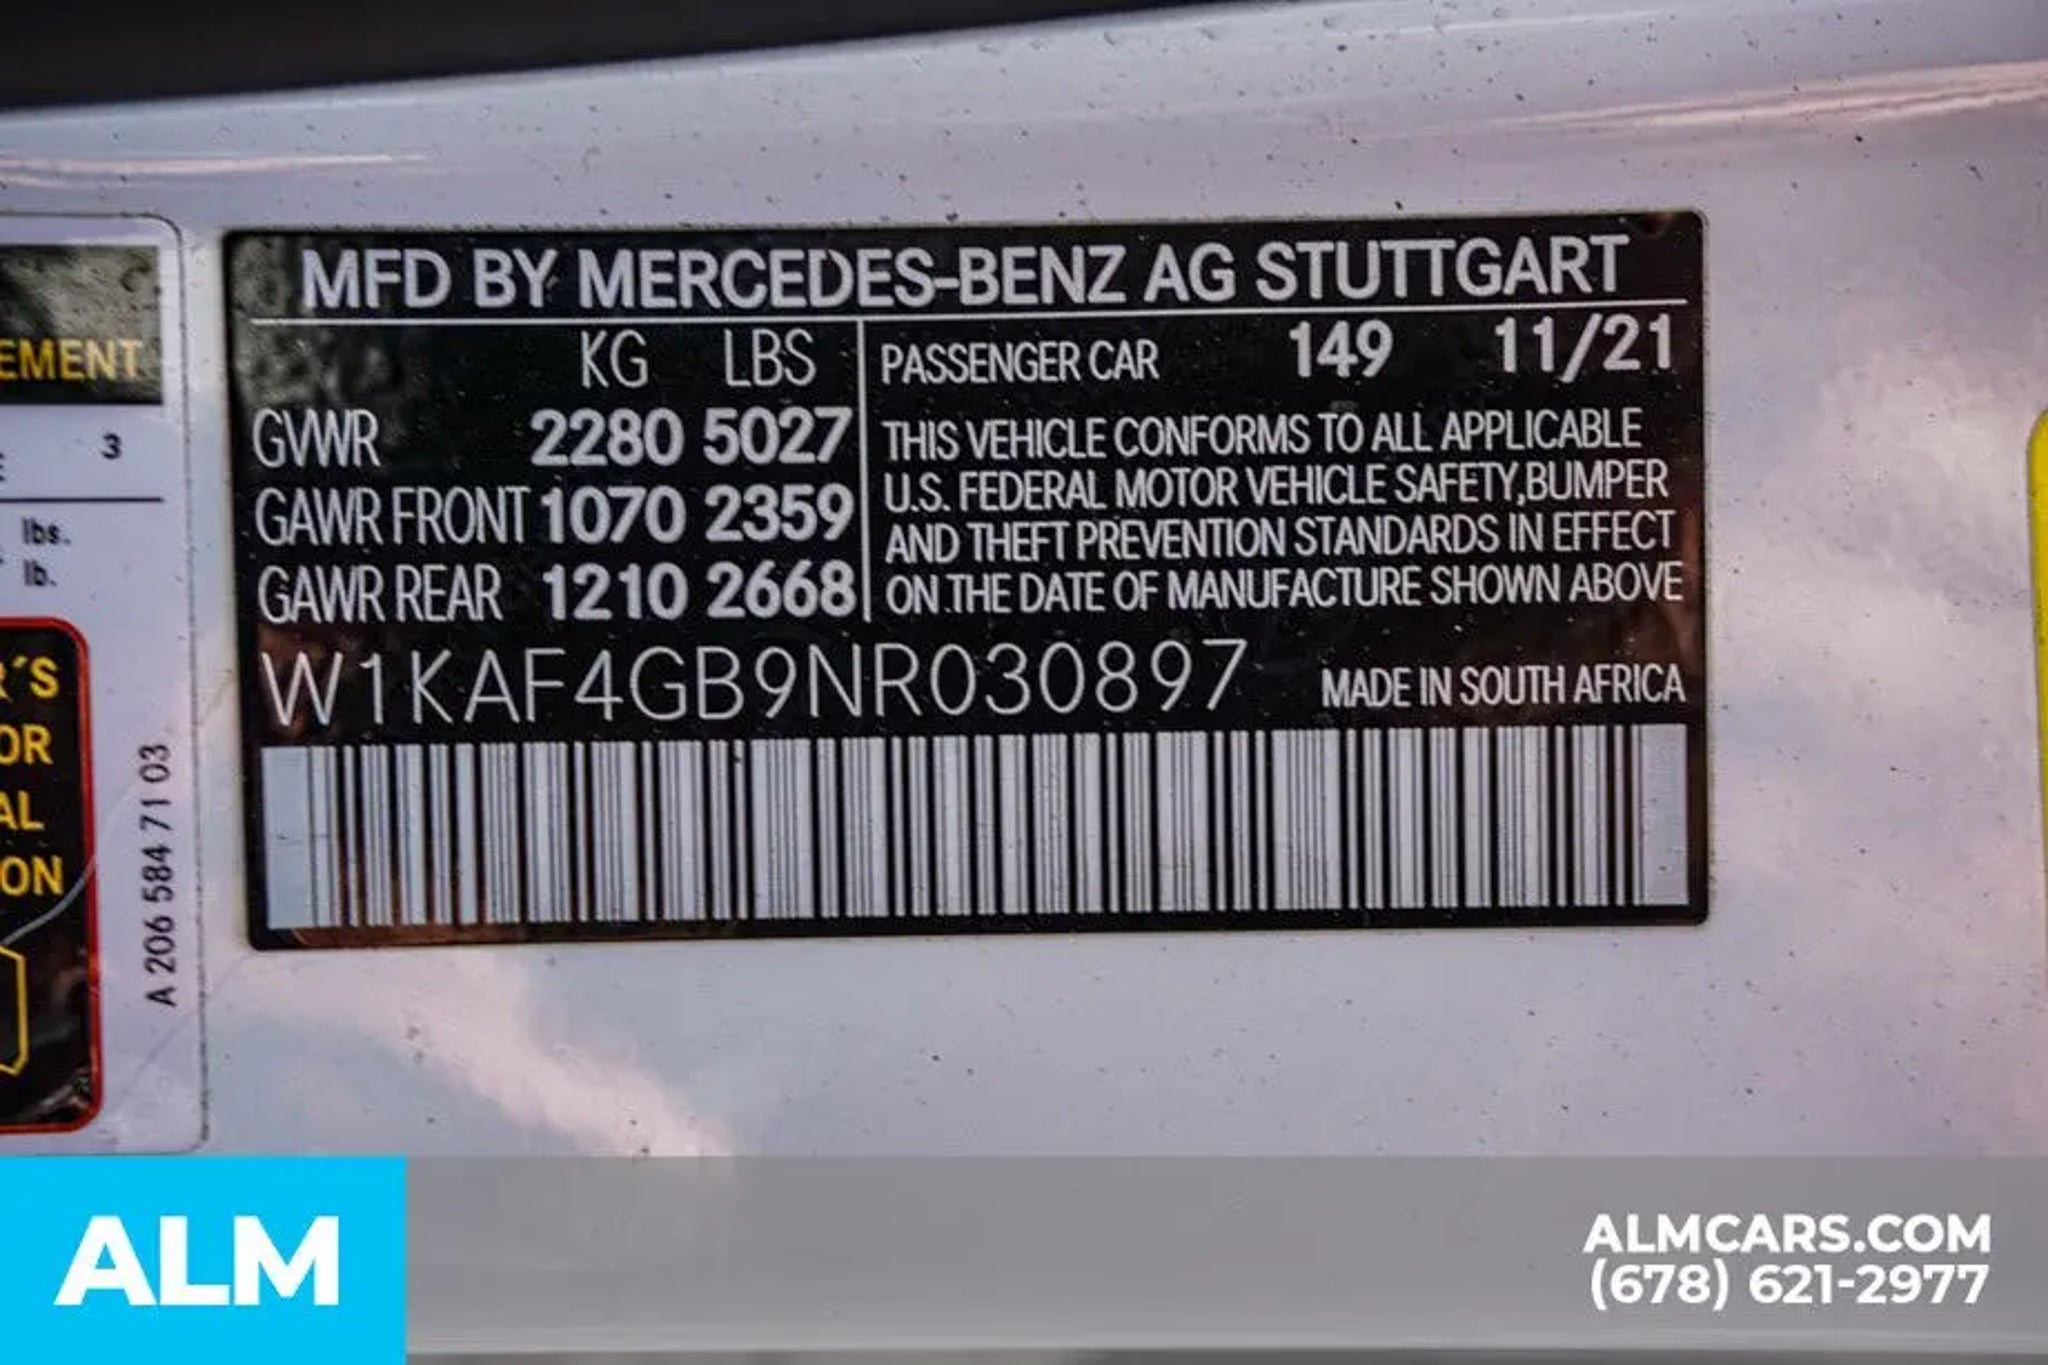 MFD BY MERCEDES-BENZ AG STUTTGART
KG LBS
GVWR 2280 5027
GAWR FRONT 1070 2359
GAWR REAR 1210 2668
PASSENGER CAR 149 11/21
THIS VEHICLE CONFORMS TO ALL APPLICABLE
U.S. FEDERAL MOTOR VEHICLE SAFETY,BUMPER
AND THEFT PREVENTION STANDARDS IN EFFECT
ON THE DATE OF MANUFACTURE SHOWN ABOVE
W1KAF4GB9NR030897 MADE IN SOUTH AFRICA
EMENT
3
lbs.
lb.
R´S
OR
AL
ON
A 206 584 71 03
ALM
ALMCARS.COM
(678) 621-2977